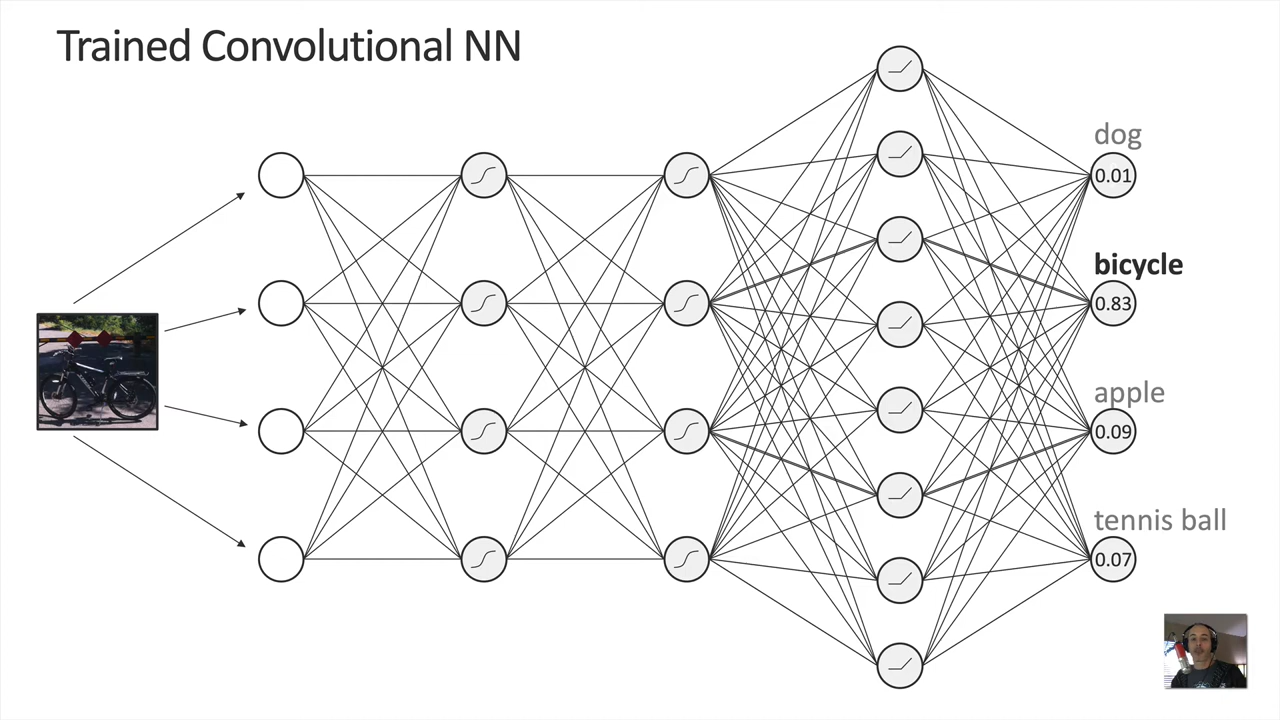 Trained Convolutional NN
dog
0.01
bicycle
0.83
apple
0.09
tennis ball
0.07